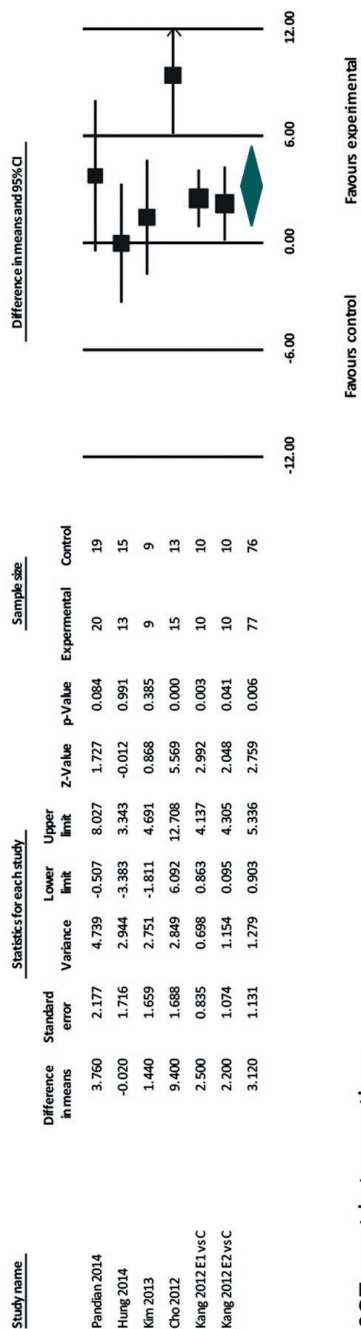 Study name Statistics for each study Sample size Difference in means and 95% CI
Difference in means Standard error Variance Lower limit Upper limit Z-Value p-Value Expermental Control
Pandian 2014 3.760 2.177 4.739 -0.507 8.027 1.727 0.084 20 19
Hung 2014 -0.020 1.716 2.944 -3.383 3.343 -0.012 0.991 13 15
Kim 2013 1.440 1.659 2.751 -1.811 4.691 0.868 0.385 9 9
Cho 2012 9.400 1.688 2.849 6.092 12.708 5.569 0.000 15 13
Kang 2012 E1 vs C 2.500 0.835 0.698 0.863 4.137 2.992 0.003 10 10
Kang 2012 E2 vs C 2.200 1.074 1.154 0.095 4.305 2.048 0.041 10 10
3.120 1.131 1.279 0.903 5.336 2.759 0.006 77 76
-12.00 -6.00 0.00 6.00 12.00
Favours control Favours experimental